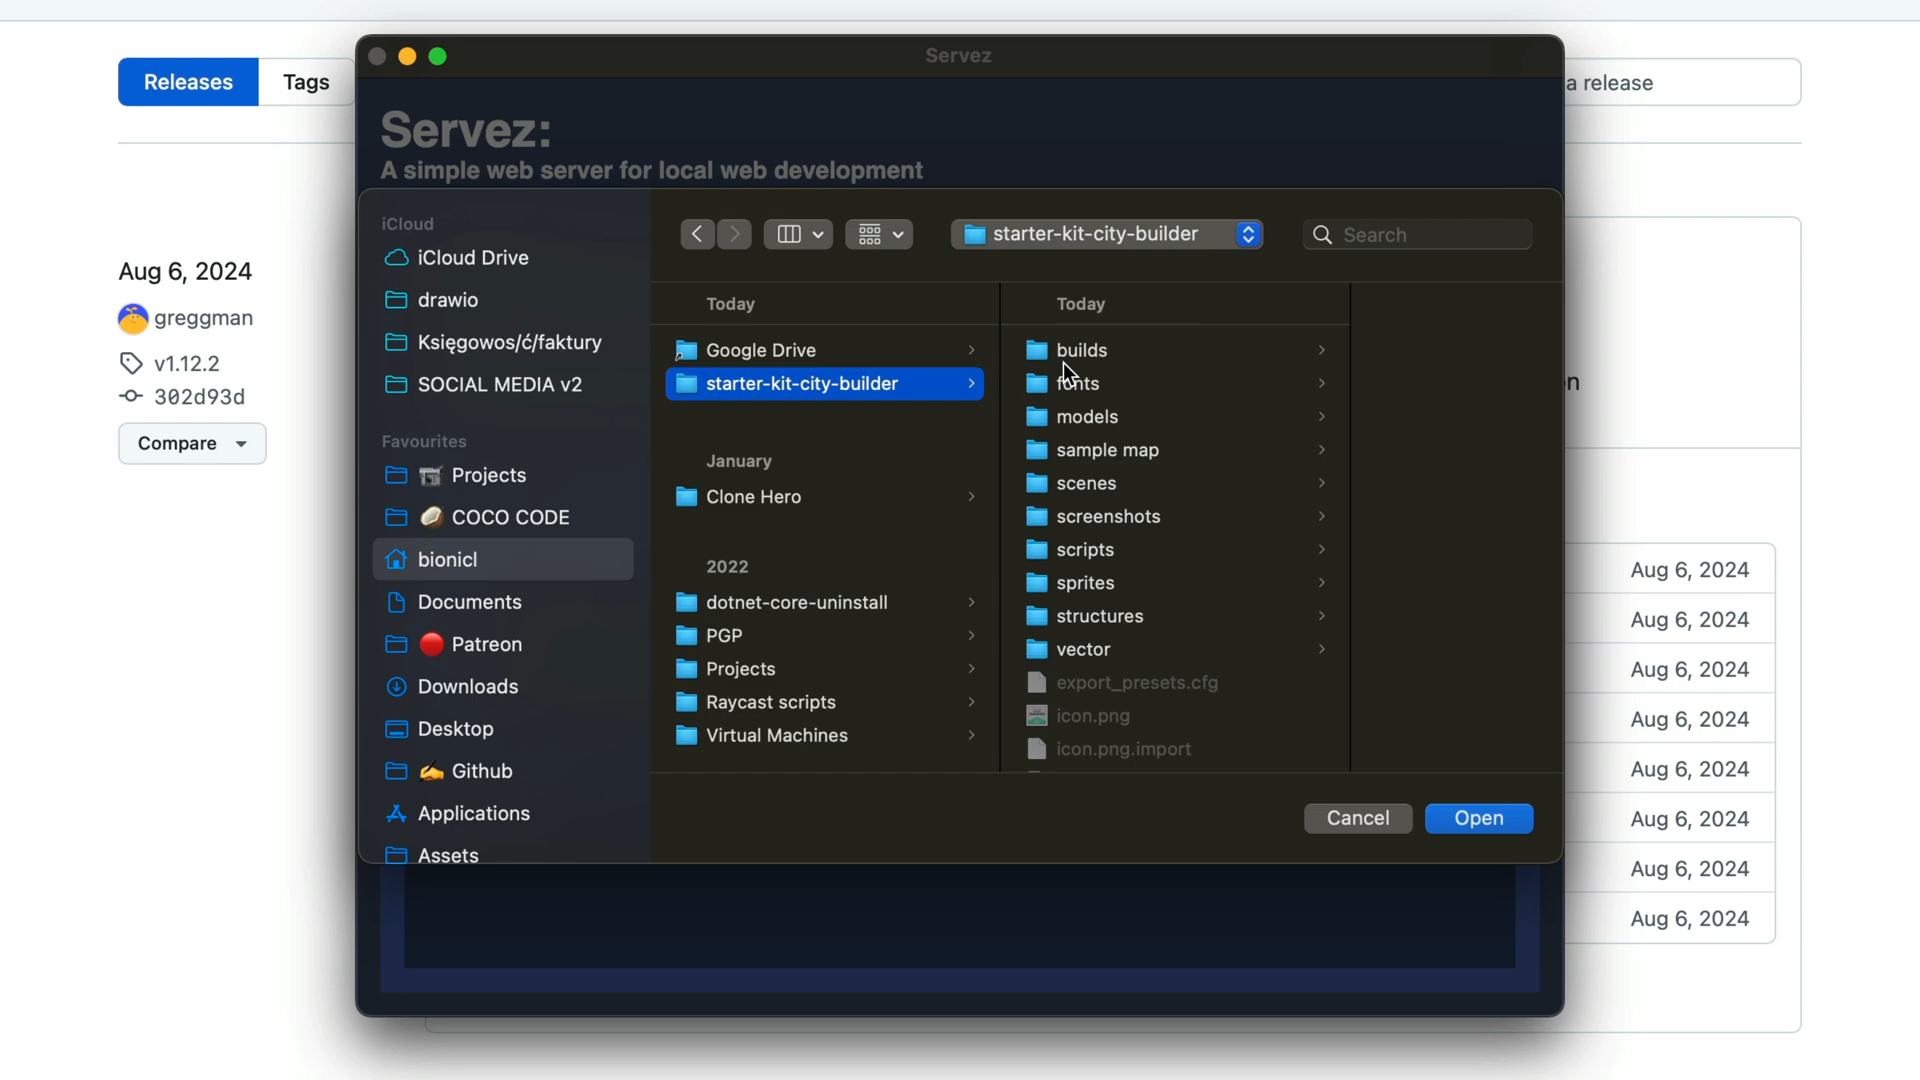 Releases
Tags
a release
Aug 6, 2024
greggman
v1.12.2
302d93d
Compare
Servez
Servez:
A simple web server for local web development
iCloud
iCloud Drive
drawio
Księgowos/ć/faktury
SOCIAL MEDIA v2
Favourites
Projects
COCO CODE
bionicl
Documents
Patreon
Downloads
Desktop
Github
Applications
Assets
starter-kit-city-builder
Search
Today
Google Drive
starter-kit-city-builder
January
Clone Hero
2022
dotnet-core-uninstall
PGP
Projects
Raycast scripts
Virtual Machines
Today
builds
fonts
models
sample map
scenes
screenshots
scripts
sprites
structures
vector
export_presets.cfg
icon.png
icon.png.import
Cancel
Open
n
Aug 6, 2024
Aug 6, 2024
Aug 6, 2024
Aug 6, 2024
Aug 6, 2024
Aug 6, 2024
Aug 6, 2024
Aug 6, 2024